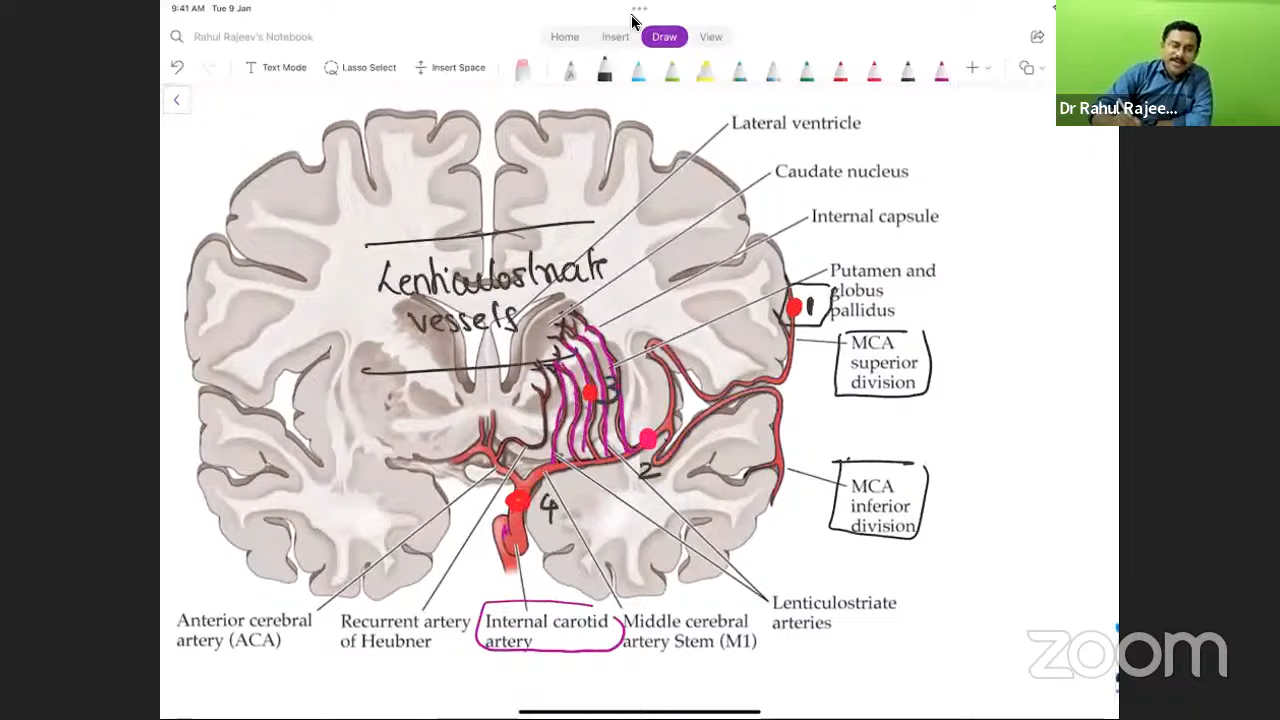 9:41 AM Tue 9 Jan
Rahul Rajeev's Notebook
Home Insert Draw View
Text Mode Lasso Select Insert Space
Dr Rahul Rajee...
Lateral ventricle
Caudate nucleus
Internal capsule
Putamen and
globus
pallidus
Lenticulostriate
vessels
1
MCA
superior
division
3
2
MCA
inferior
division
4
Lenticulostriate
arteries
Anterior cerebral
artery (ACA)
Recurrent artery
of Heubner
Internal carotid
artery
Middle cerebral
artery Stem (M1)
zoom